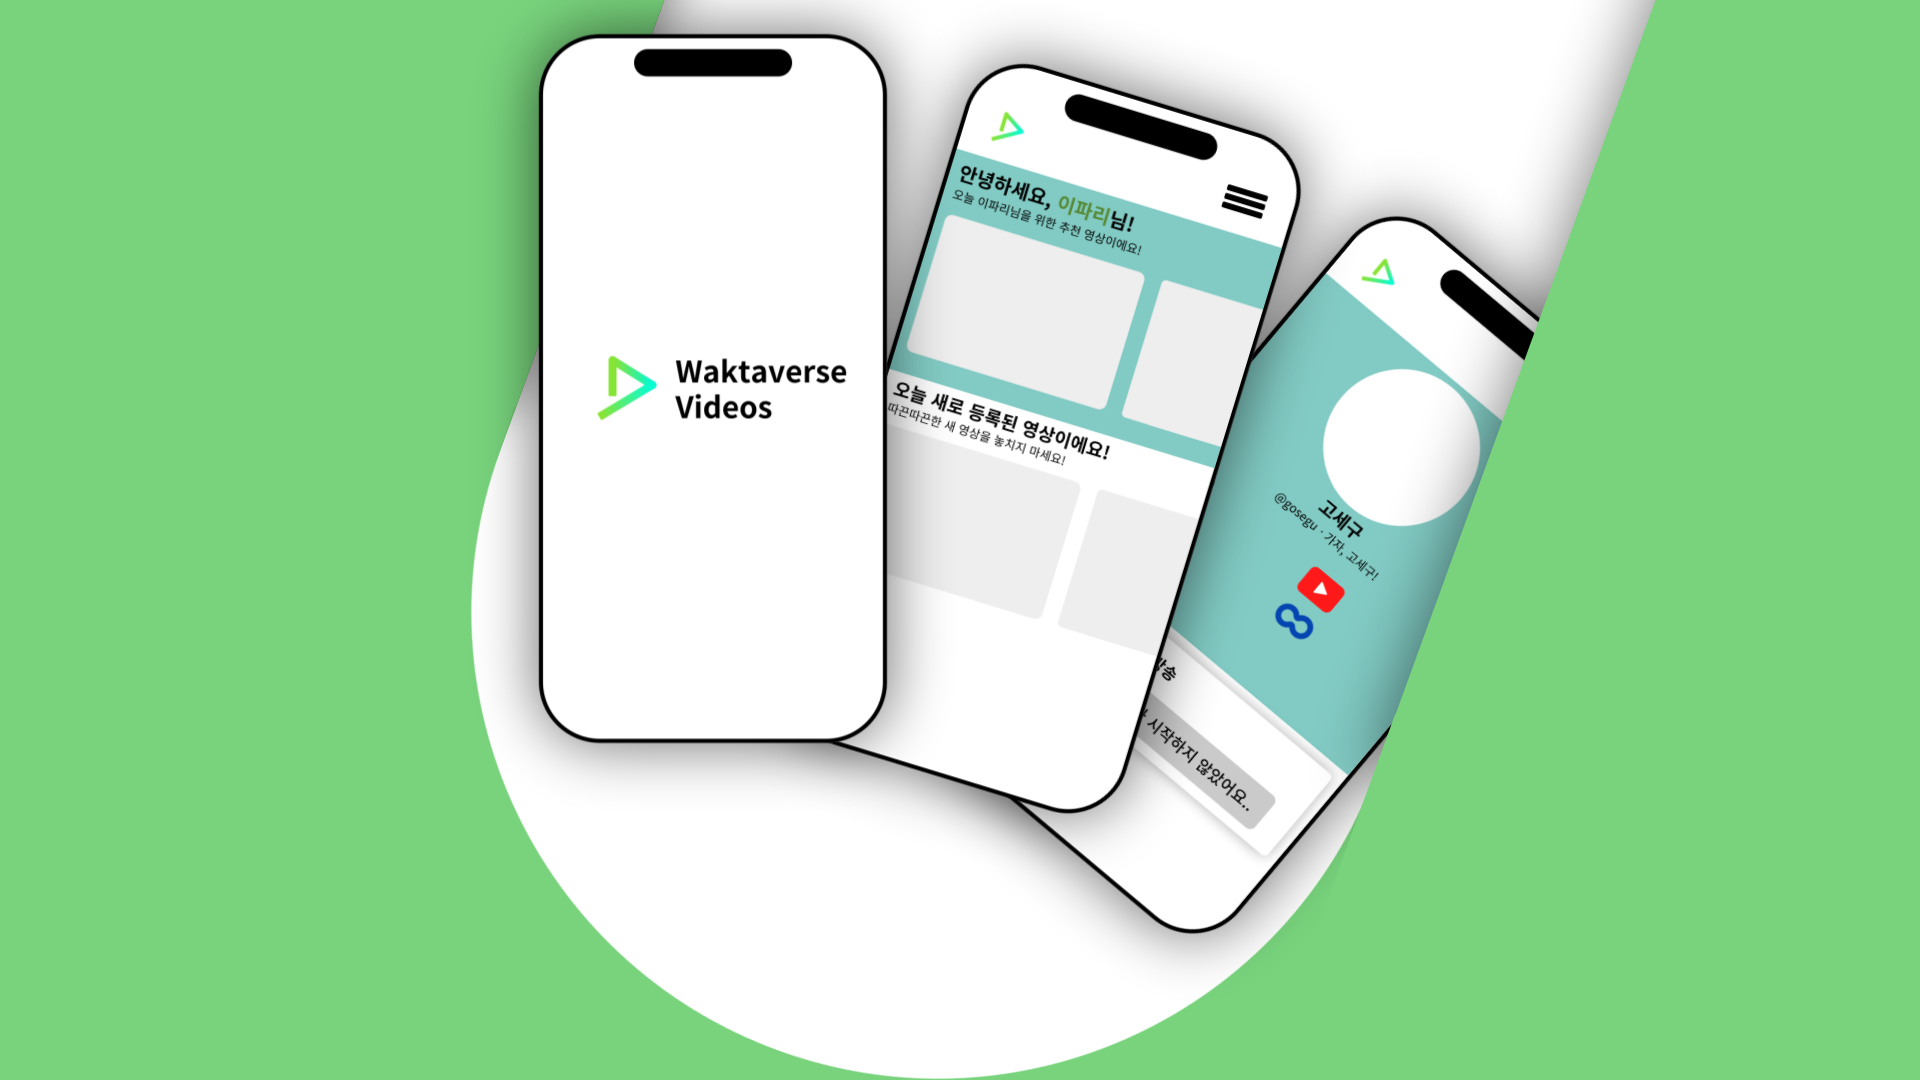 Waktaverse
Videos
안녕하세요, 이파리님!
오늘 이파리님을 위한 추천 영상이에요!
오늘 새로 등록된 영상이에요!
따끈따끈한 새 영상을 놓치지 마세요!
고세구
@gosegu · 가자, 고세구!
시작하지 않았어요..